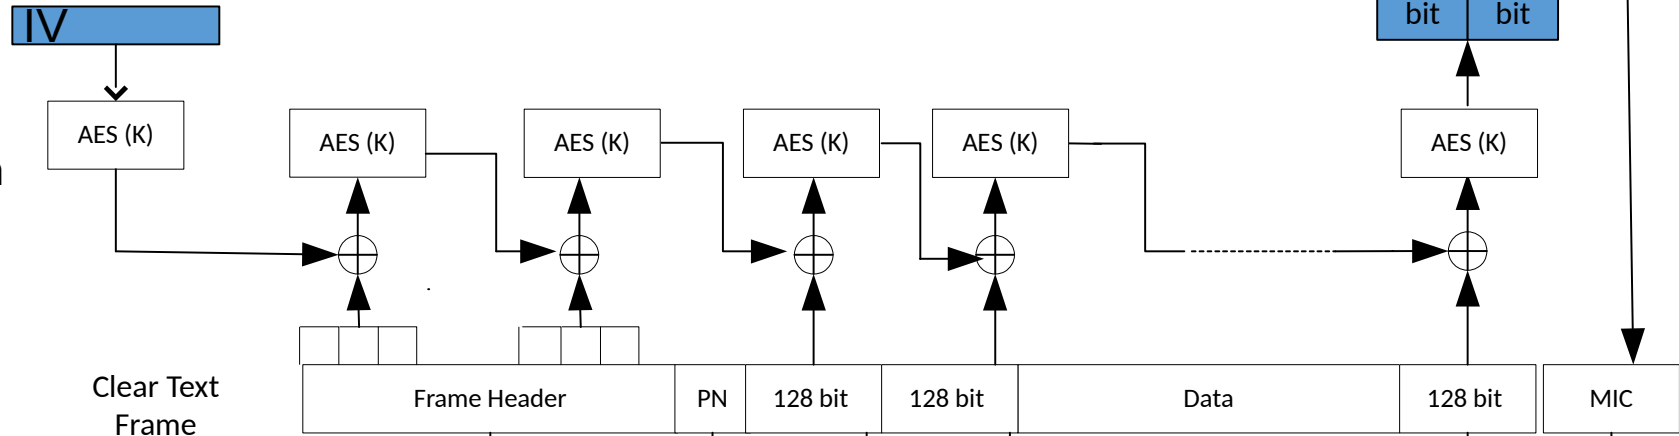 IV
bit bit
AES (K)
AES (K) AES (K) AES (K) AES (K) AES (K)
Clear Text
Frame
Frame Header PN 128 bit 128 bit Data 128 bit MIC